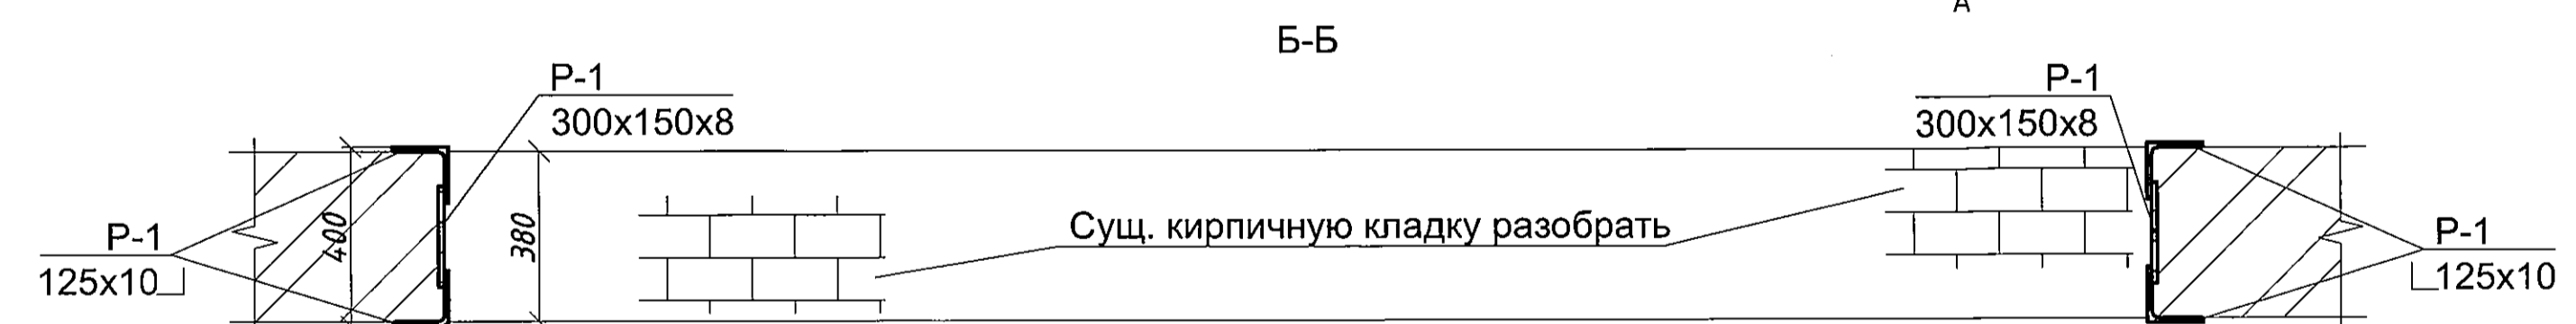 А
Б-Б
Р-1
300х150х8
Р-1
300х150х8
Р-1
125х10
400
380
Сущ. кирпичную кладку разобрать
Р-1
125х10